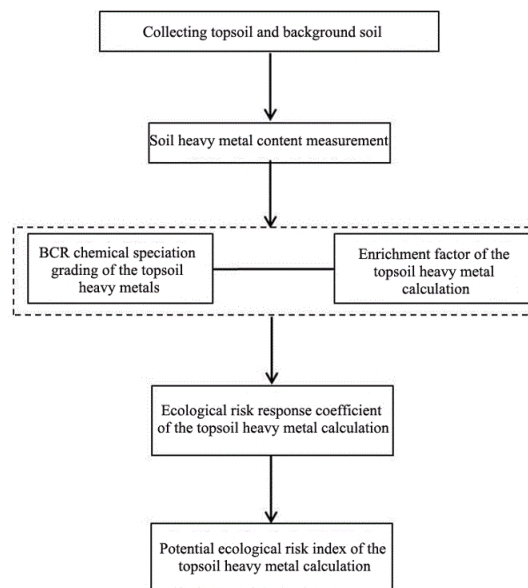 Collecting topsoil and background soil
Soil heavy metal content measurement
BCR chemical speciation
grading of the topsoil
heavy metals
Enrichment factor of the
topsoil heavy metal
calculation
Ecological risk response coefficient
of the topsoil heavy metal calculation
Potential ecological risk index of the
topsoil heavy metal calculation